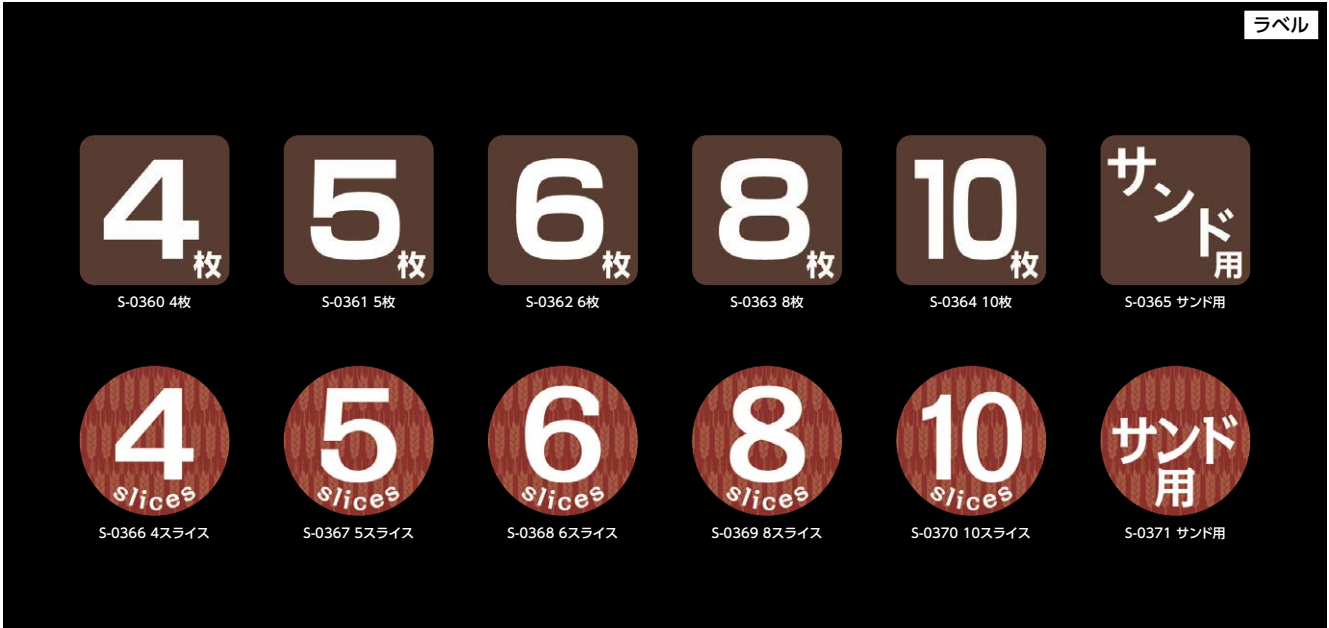 ラベル
4枚
5枚
6枚
8枚
10枚
サンド用
S-0360 4枚
S-0361 5枚
S-0362 6枚
S-0363 8枚
S-0364 10枚
S-0365 サンド用
4
slices
5
slices
6
slices
8
slices
10
slices
サンド
用
S-0366 4スライス
S-0367 5スライス
S-0368 6スライス
S-0369 8スライス
S-0370 10スライス
S-0371 サンド用